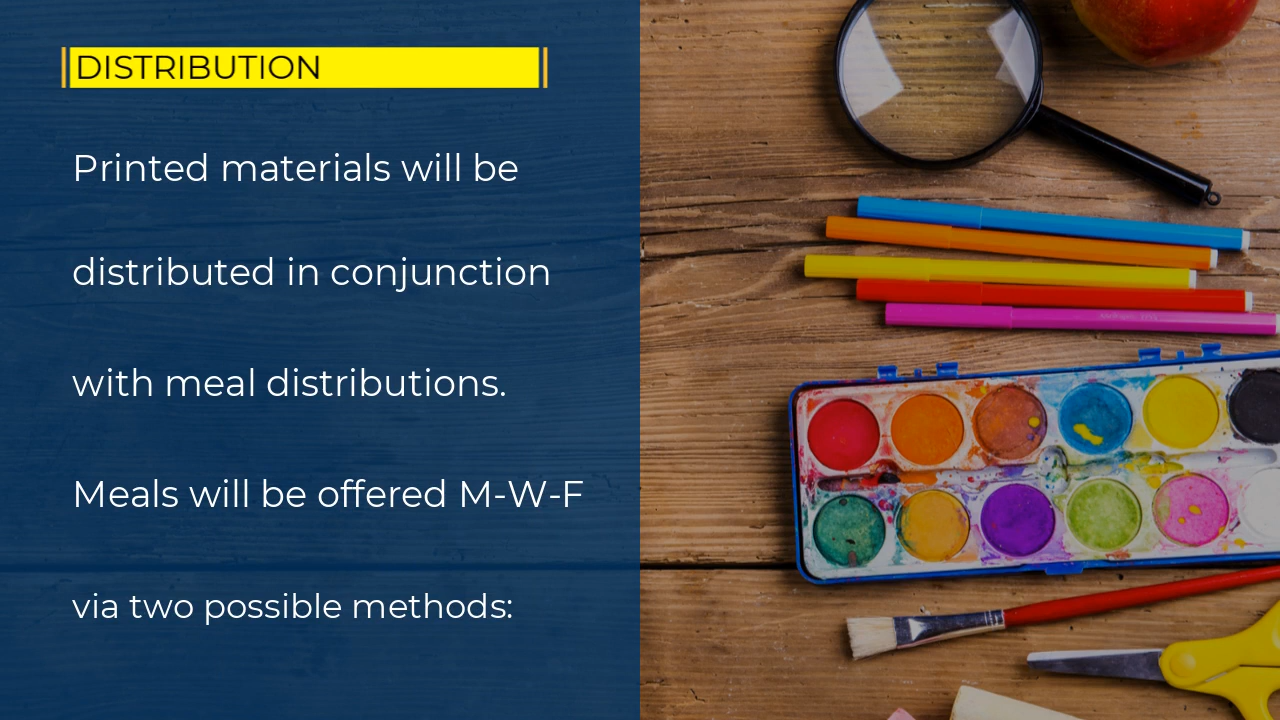 DISTRIBUTION
Printed materials will be
distributed in conjunction
with meal distributions.
Meals will be offered M-W-F
via two possible methods: